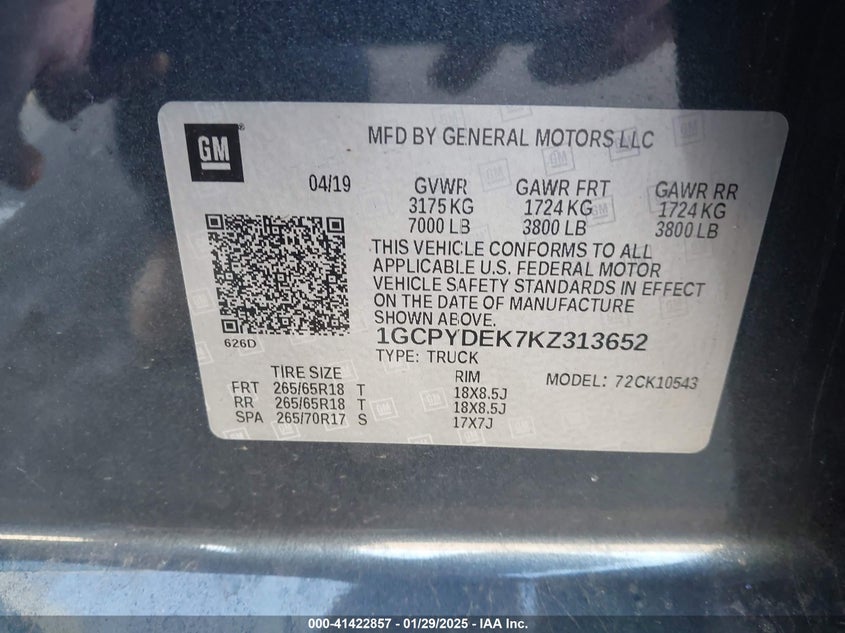 GM
MFD BY GENERAL MOTORS LLC
04/19 GVWR GAWR FRT GAWR RR
3175 KG 1724 KG 1724 KG
7000 LB 3800 LB 3800 LB
THIS VEHICLE CONFORMS TO ALL
APPLICABLE U.S. FEDERAL MOTOR
VEHICLE SAFETY STANDARDS IN EFFECT
ON THE DATE OF MANUFACTURE
SHOWN ABOVE.
626D
1GCPYDEK7KZ313652
TYPE: TRUCK
TIRE SIZE RIM MODEL: 72CK10543
FRT 265/65R18 T 18X8.5J
RR 265/65R18 T 18X8.5J
SPA 265/70R17 S 17X7J
000-41422857 • 01/29/2025 • IAA Inc.